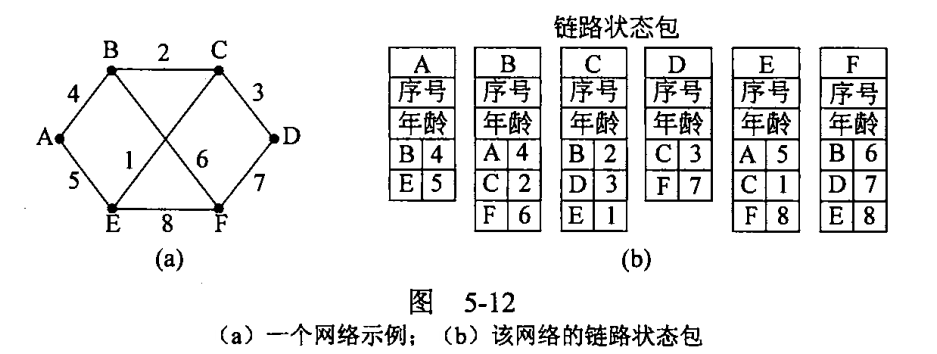 链路状态包
B 2 C
4 3
A D
1 6
5 7
E 8 F
(a)
A B C D E F
序号 序号 序号 序号 序号 序号
年龄 年龄 年龄 年龄 年龄 年龄
B 4 A 4 B 2 C 3 A 5 B 6
E 5 C 2 D 3 F 7 C 1 D 7
F 6 E 1 F 8 E 8
(b)
图 5-12
(a)一个网络示例;(b)该网络的链路状态包